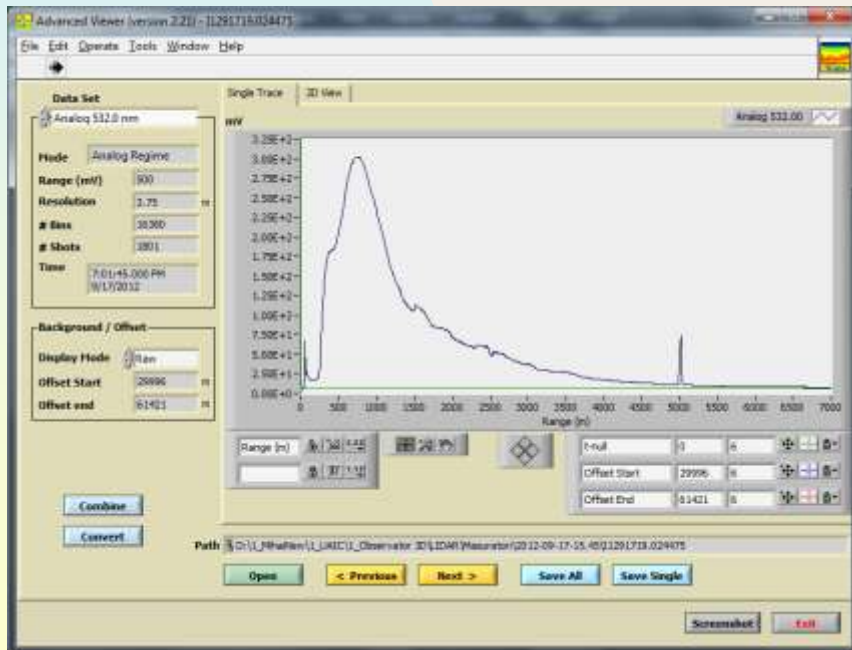 Advanced Viewer (version 2.21) - I1291719.024475
File Edit Operate Tools Window Help
Data Set
Analog 532.0 nm
Mode Analog Regime
Range (mV) 500
Resolution 3.75 m
# Bins 16380
# Shots 1801
Time 7:01:45.000 PM
9/17/2012
Background / Offset
Display Mode Raw
Offset Start 29996 m
Offset end 61421 m
Combine
Convert
Single Trace 3D View
mV
Analog 532.00
3.25E+2
3.00E+2
2.75E+2
2.50E+2
2.25E+2
2.00E+2
1.75E+2
1.50E+2
1.25E+2
1.00E+2
7.50E+1
5.00E+1
2.50E+1
0.00E+0
0 500 1000 1500 2000 2500 3000 3500 4000 4500 5000 5500 6000 6500 7000
Range (m)
Range (m)
t-null 0 6
Offset Start 29996 6
Offset End 61421 6
Path
Open < Previous Next > Save All Save Single
Screenshot Exit